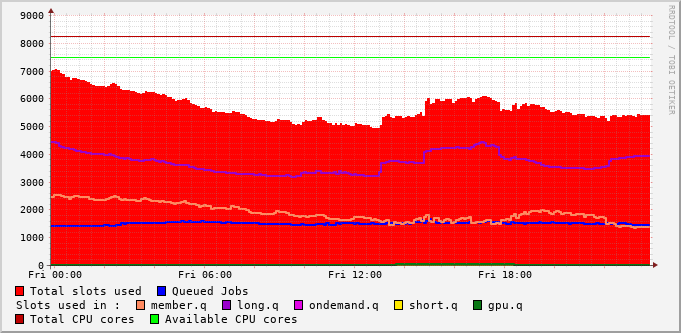 9000
8000
7000
6000
5000
4000
3000
2000
1000
0
Fri 00:00 Fri 06:00 Fri 12:00 Fri 18:00
RRDTOOL / TOBI OETIKER
Total slots used Queued Jobs
Slots used in : member.q long.q ondemand.q short.q gpu.q
Total CPU cores Available CPU cores